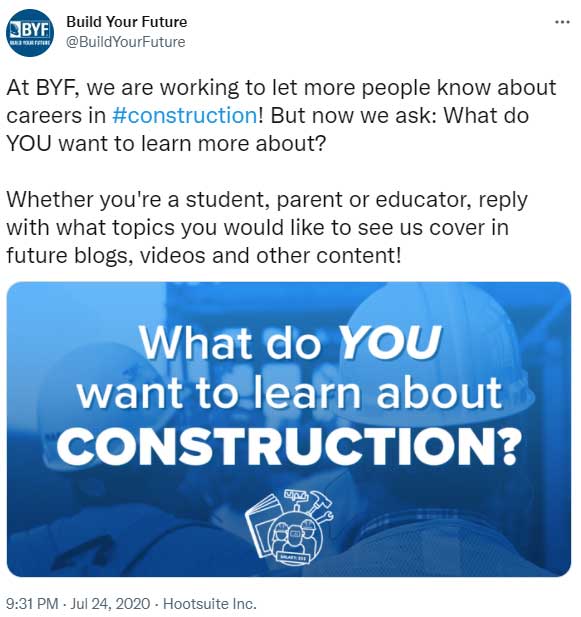 BYF
BUILD YOUR FUTURE
Build Your Future
@BuildYourFuture
At BYF, we are working to let more people know about
careers in #construction! But now we ask: What do
YOU want to learn more about?
Whether you're a student, parent or educator, reply
with what topics you would like to see us cover in
future blogs, videos and other content!
What do YOU
want to learn about
CONSTRUCTION?
SALARY: $$$
9:31 PM · Jul 24, 2020 · Hootsuite Inc.